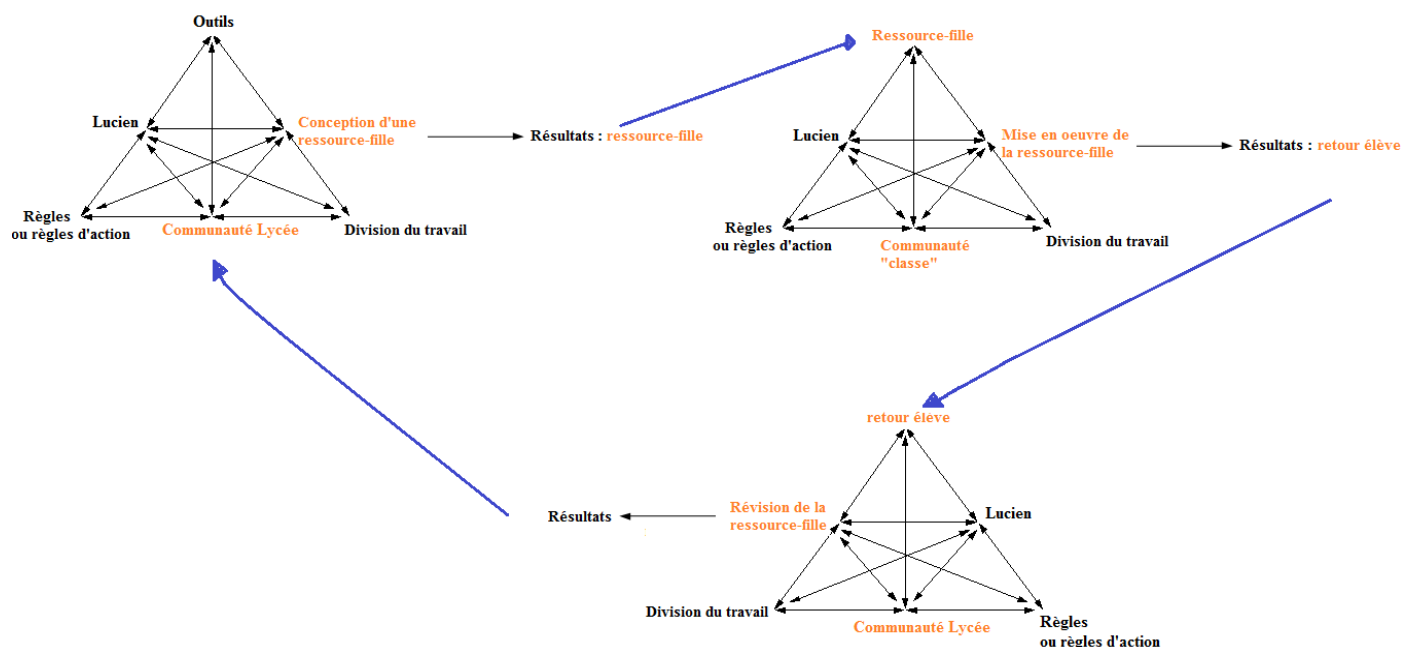 Outils
Lucien
Conception d'une
ressource-fille
Résultats : ressource-fille
Règles
ou règles d'action
Communauté Lycée
Division du travail
Ressource-fille
Lucien
Mise en oeuvre de
la ressource-fille
Résultats : retour élève
Règles
ou règles d'action
Communauté
"classe"
Division du travail
retour élève
Résultats
Révision de la
ressource-fille
Lucien
Division du travail
Communauté Lycée
Règles
ou règles d'action